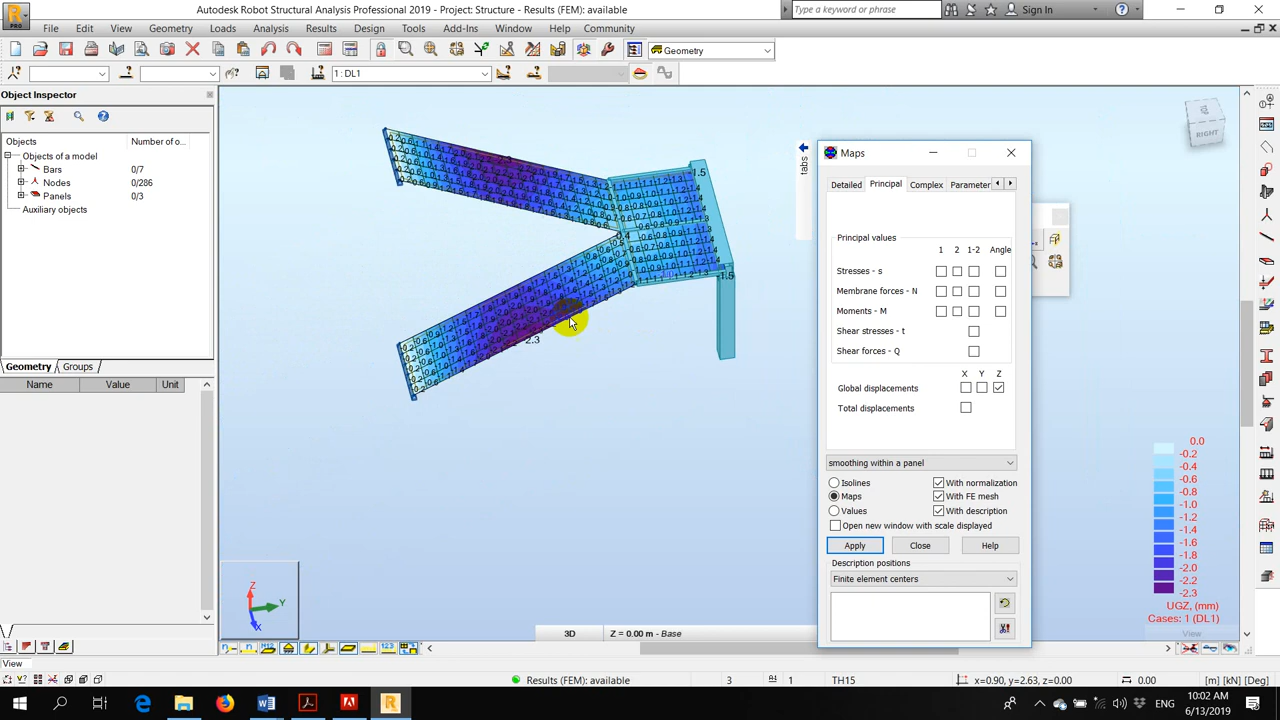 PRO
Autodesk Robot Structural Analysis Professional 2019 - Project: Structure - Results (FEM): available
Type a keyword or phrase
Sign In
File Edit View Geometry Loads Analysis Results Design Tools Add-Ins Window Help Community
Geometry
1: DL1
Object Inspector
Objects Number of o...
Objects of a model
Bars 0/7
Nodes 0/286
Panels 0/3
Auxiliary objects
Geometry Groups
Name Value Unit
RIGHT
tabs
Maps
Detailed Principal Complex Parameter
Principal values
1 2 1-2 Angle
Stresses - s
Membrane forces - N
Moments - M
Shear stresses - t
Shear forces - Q
X Y Z
Global displacements
Total displacements
smoothing within a panel
Isolines With normalization
Maps With FE mesh
Values With description
Open new window with scale displayed
Apply Close Help
Description positions
Finite element centers
0.0
-0.2
-0.4
-0.6
-0.8
-1.0
-1.2
-1.4
-1.6
-1.8
-2.0
-2.2
-2.3
UGZ, (mm)
Cases: 1 (DL1)
View
Z
Y
X
3D Z = 0.00 m - Base
View
Results (FEM): available 3 1 TH15 x=0.90, y=2.63, z=0.00 0.00 [m] [kN] [Deg]
ENG
10:02 AM
6/13/2019